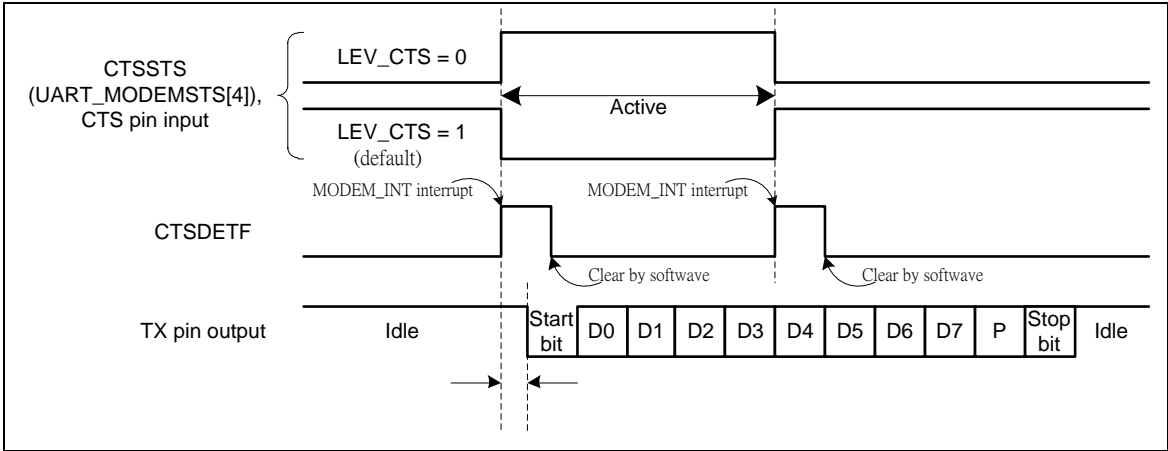 CTSSTS
(UART_MODEMSTS[4]),
CTS pin input
LEV_CTS = 0
Active
LEV_CTS = 1
(default)
MODEM_INT interrupt
MODEM_INT interrupt
CTSDETF
Clear by softwave
Clear by softwave
TX pin output
Idle
Start
bit
D0
D1
D2
D3
D4
D5
D6
D7
P
Stop
bit
Idle